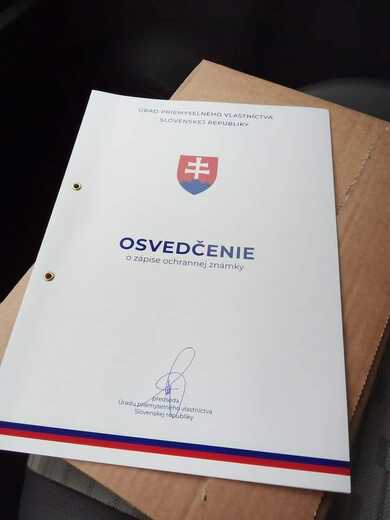 ÚRAD PRIEMYSELNÉHO VLASTNÍCTVA
SLOVENSKEJ REPUBLIKY
OSVEDČENIE
o zápise ochrannej známky
predseda
Úradu priemyselného vlastníctva
Slovenskej republiky